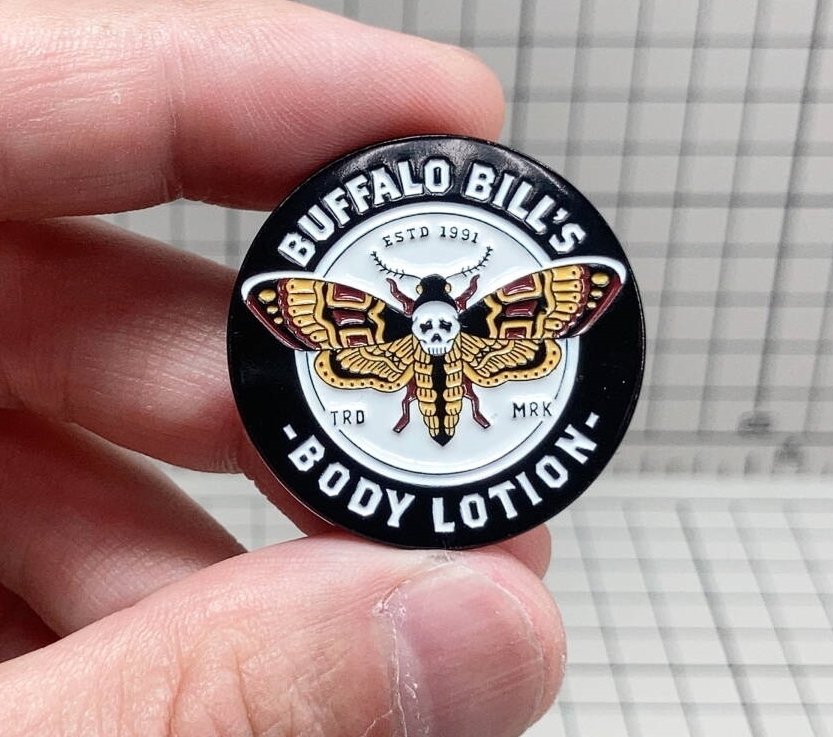 BUFFALO BILL'S
ESTD 1991
TRD MRK
-BODY LOTION-